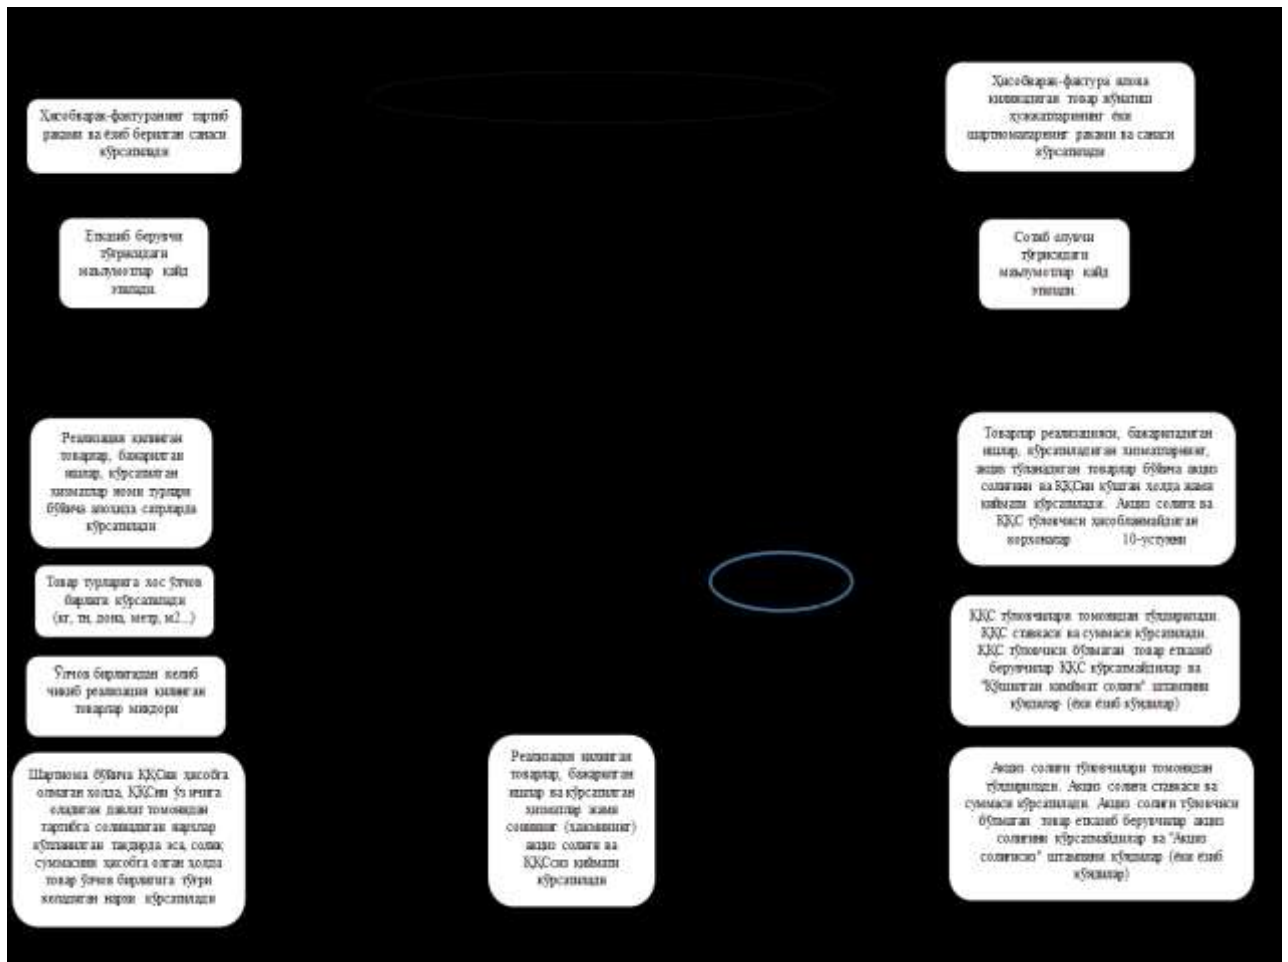 Ҳисобварақ-фактуранинг тартиб
рақами ва ёзиб берилган санаси
кўрсатилади
Ҳисобварақ-фактура илова
қилинадиган товар жўнатиш
ҳужжатларининг ёки
шартномаларнинг рақами ва санаси
кўрсатилади
Етказиб берувчи
тўғрисидаги
маълумотлар қайд
этилади
Сотиб олувчи
тўғрисидаги
маълумотлар қайд
этилади
Реализация қилинган
товарлар, бажарилган
ишлар, кўрсатилган
хизматлар номи турлари
бўйича алоҳида сатрларда
кўрсатилади
Товар турларига хос ўлчов
бирлиги кўрсатилади
(кг, тн, дона, метр, м2...)
Ўлчов бирлигидан келиб
чиқиб реализация қилинган
товарлар миқдори
Шартнома бўйича ҚҚСни ҳисобга
олмаган ҳолда, ҚҚСни ўз ичига
оладиган давлат томонидан
тартибга солинадиган нархлар
қўлланилган тақдирда эса, солиқ
суммасини ҳисобга олган ҳолда
товар ўлчов бирлигига тўғри
келадиган нархи кўрсатилади
Реализация қилинган
товарлар, бажарилган
ишлар ва кўрсатилган
хизматлар жами
сонининг (ҳажмининг)
акциз солиғи ва
ҚҚСсиз қиймати
кўрсатилади
Товарлар реализацияси, бажариладиган
ишлар, кўрсатиладиган хизматларнинг,
акциз тўланадиган товарлар бўйича акциз
солиғини ва ҚҚСни қўшган ҳолда жами
қиймати кўрсатилади. Акциз солиғи ва
ҚҚС тўловчиси ҳисобланмайдиган
корхоналар 10-устунни
ҚҚС тўловчилари томонидан тўлдирилади.
ҚҚС ставкаси ва суммаси кўрсатилади.
ҚҚС тўловчиси бўлмаган товар етказиб
берувчилар ҚҚС кўрсатмайдилар ва
"Қўшилган қиймат солиғи" штампини
қўядилар (ёки ёзиб қўядилар)
Акциз солиғи тўловчилари томонидан
тўлдирилади. Акциз солиғи ставкаси ва
суммаси кўрсатилади. Акциз солиғи тўловчиси
бўлмаган товар етказиб берувчилар акциз
солиғини кўрсатмайдилар ва "Акциз
солиғисиз" штампини қўядилар (ёки ёзиб
қўядилар)